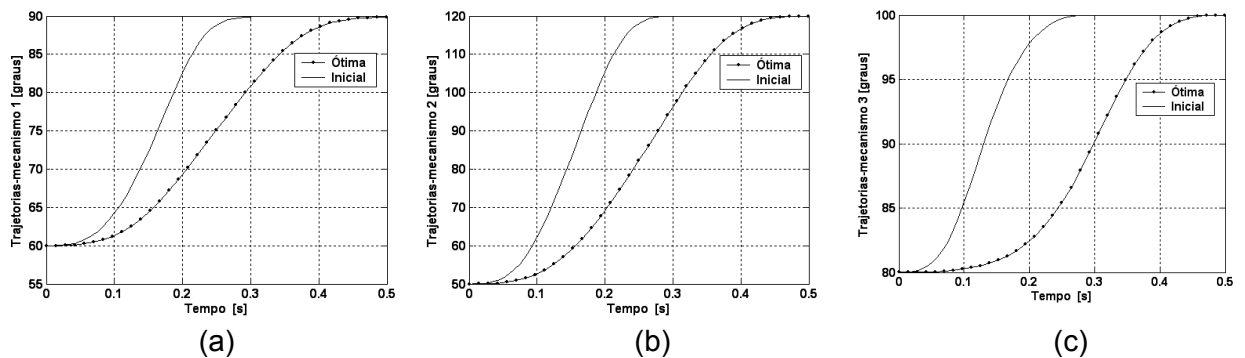 Trajetorias-mecanismo 1 [graus]
90
85
80
75
70
65
60
55
0 0.1 0.2 0.3 0.4 0.5
Tempo [s]
Ótima
Inicial
(a)
Trajetorias-mecanismo 2 [graus]
120
110
100
90
80
70
60
50
0 0.1 0.2 0.3 0.4 0.5
Tempo [s]
Ótima
Inicial
(b)
Trajetorias-mecanismo 3 [graus]
100
95
90
85
80
0 0.1 0.2 0.3 0.4 0.5
Tempo [s]
Ótima
Inicial
(c)